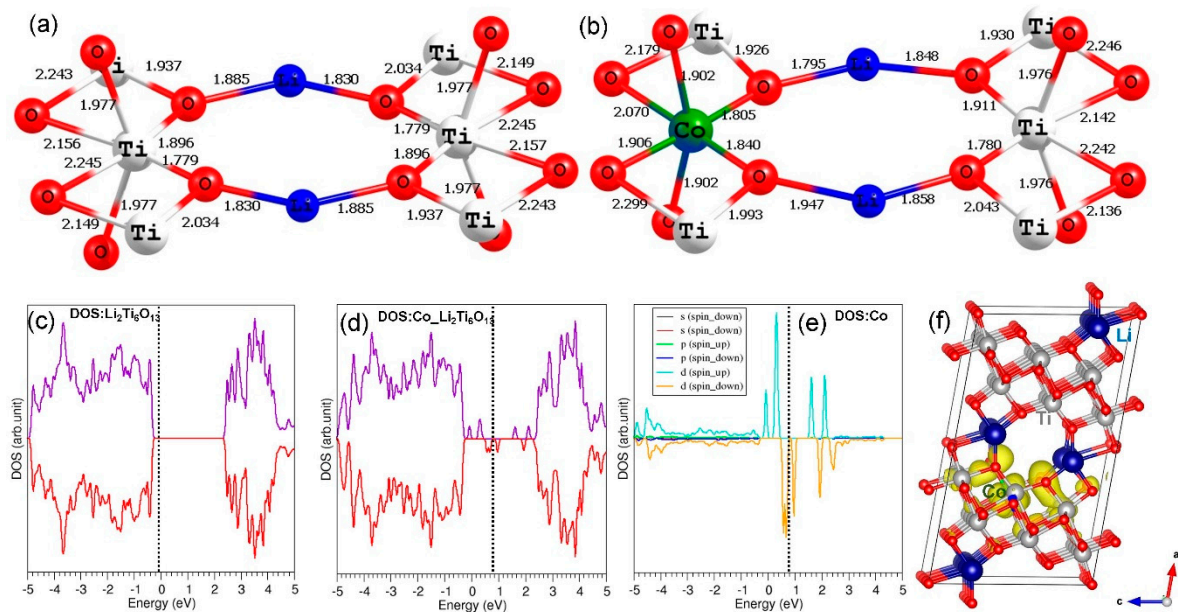 (a)
O
Ti
O
2.243
i
1.937
2.034
2.149
1.885
Li
1.830
O
O
1.977
O
1.977
O
O
1.779
2.245
2.156
Ti
1.896
Ti
2.245
1.779
1.896
2.157
O
O
O
O
1.830
Li
1.885
1.977
1.977
2.149
2.034
1.937
2.243
Ti
Ti
O
(b)
O
Ti
Ti
O
2.179
1.926
1.930
2.246
1.795
Li
1.848
O
1.902
O
O
1.976
O
2.070
1.805
1.911
2.142
Co
Ti
1.906
1.840
1.780
2.242
O
1.902
O
O
1.976
O
1.947
Li
1.858
2.299
1.993
2.043
2.136
O
Ti
Ti
O
(c)
DOS:Li2Ti6O13
DOS (arb.unit)
-5 -4 -3 -2 -1 0 1 2 3 4 5
Energy (eV)
(d)
DOS:Co_Li2Ti6O13
DOS (arb.unit)
-5 -4 -3 -2 -1 0 1 2 3 4 5
Energy (eV)
(e)
DOS:Co
s (spin_down)
s (spin_down)
p (spin_up)
p (spin_down)
d (spin_up)
d (spin_down)
DOS (arb.unit)
-5 -4 -3 -2 -1 0 1 2 3 4 5
Energy (eV)
(f)
Li
Ti
Co
a
c